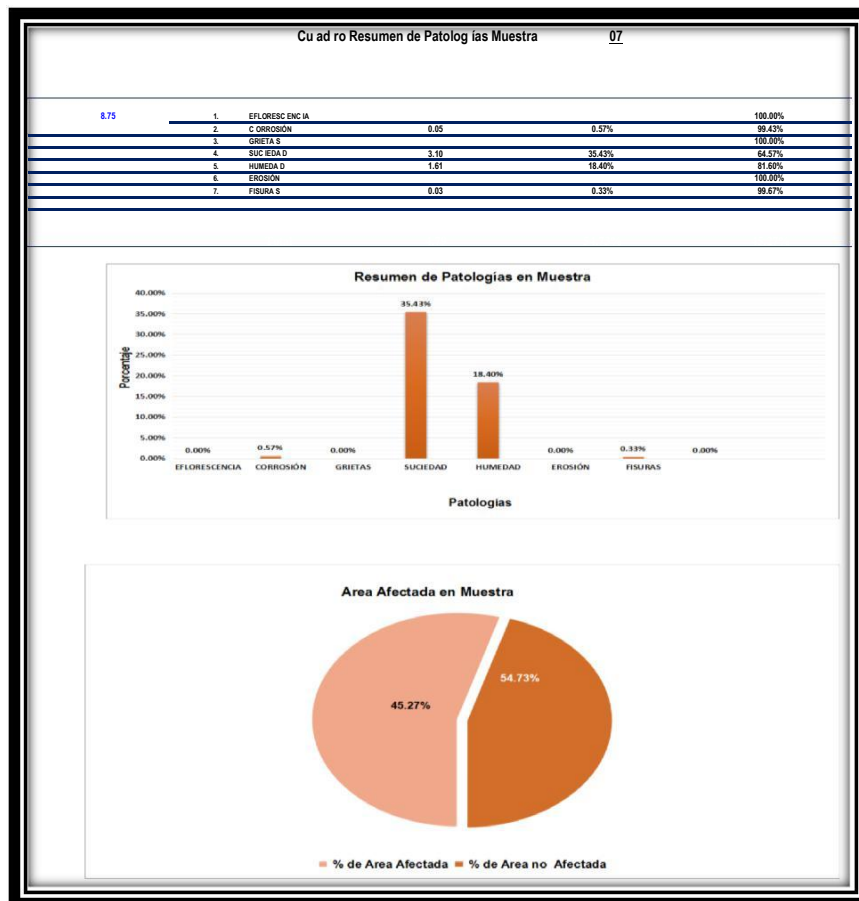 Cu ad ro Resumen de Patolog ías Muestra 07
8.75 1. EFLORESC ENC IA 100.00%
2. C ORROSIÓN 0.05 0.57% 99.43%
3. GRIETA S 100.00%
4. SUC IEDA D 3.10 35.43% 64.57%
5. HUMEDA D 1.61 18.40% 81.60%
6. EROSIÓN 100.00%
7. FISURA S 0.03 0.33% 99.67%
Resumen de Patologías en Muestra
40.00%
35.00%
30.00%
25.00%
20.00%
15.00%
10.00%
5.00%
0.00%
Porcentaje
0.00% 0.57% 0.00% 35.43% 18.40% 0.00% 0.33% 0.00%
EFLORESCENCIA CORROSIÓN GRIETAS SUCIEDAD HUMEDAD EROSIÓN FISURAS
Patologías
Area Afectada en Muestra
45.27% 54.73%
% de Area Afectada % de Area no Afectada